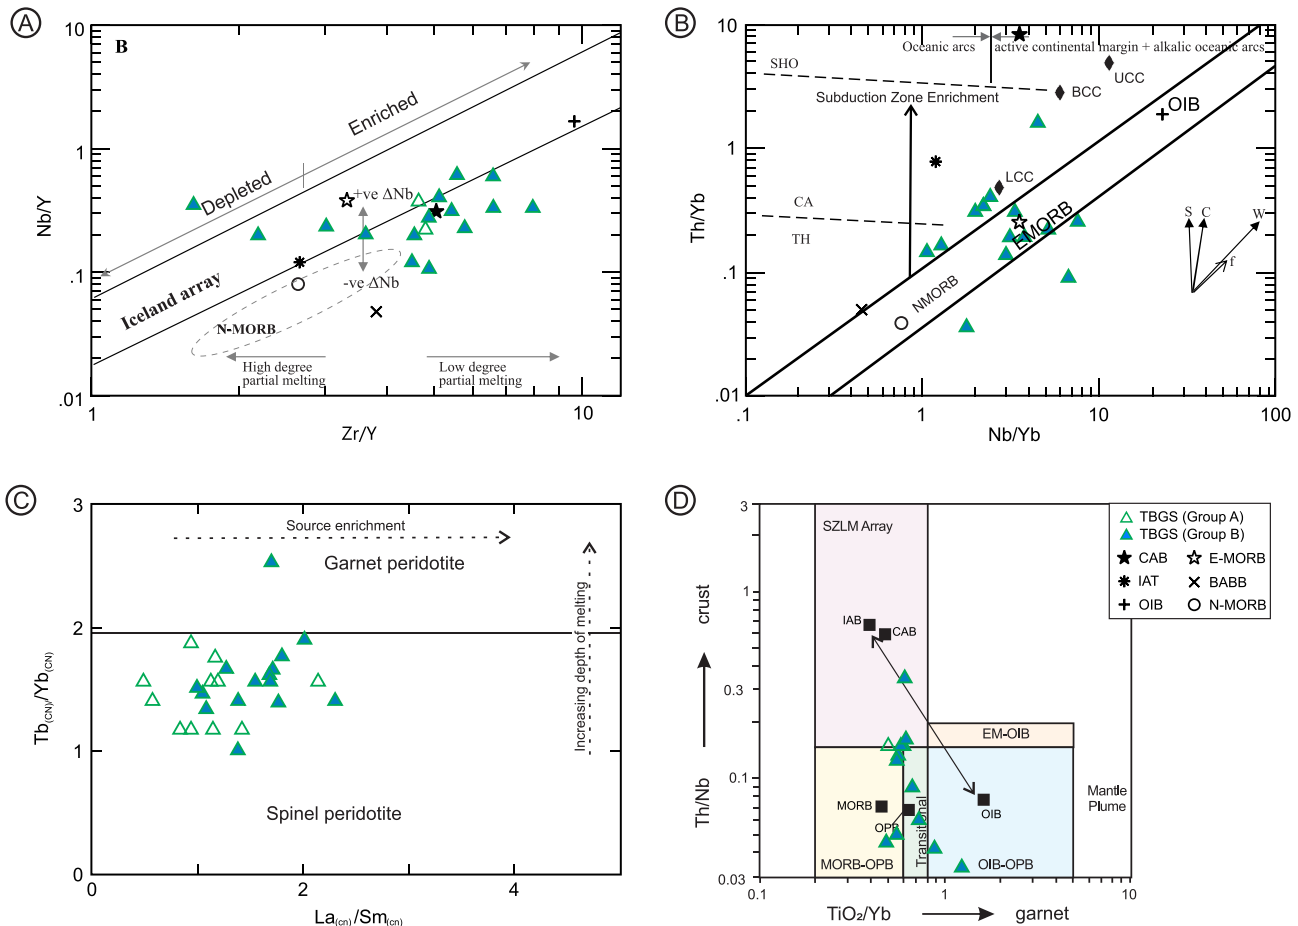 A
10
B
Enriched
Depleted
1
+ve ΔNb
Nb/Y
-ve ΔNb
Iceland array
.1
N-MORB
High degree
partial melting
Low degree
partial melting
.01
1
10
Zr/Y
B
10
Oceanic arcs
active continental margin + alkalic oceanic arcs
SHO
UCC
BCC
Subduction Zone Enrichment
OIB
1
LCC
Th/Yb
CA
TH
EMORB
S
C
W
f
NMORB
.1
.01
.1
1
10
100
Nb/Yb
C
3
Source enrichment
Garnet peridotite
2
Increasing depth of melting
Tb(CN)/Yb(CN)
1
Spinel peridotite
0
0
2
4
La(cn)/Sm(cn)
D
3
SZLM Array
TBGS (Group A)
TBGS (Group B)
CAB
E-MORB
IAT
BABB
OIB
N-MORB
1
crust
IAB
CAB
0.3
EM-OIB
Th/Nb
0.1
MORB
OPB
Transitional
OIB
Mantle
Plume
MORB-OPB
OIB-OPB
0.03
0.1
1
10
TiO₂/Yb
garnet